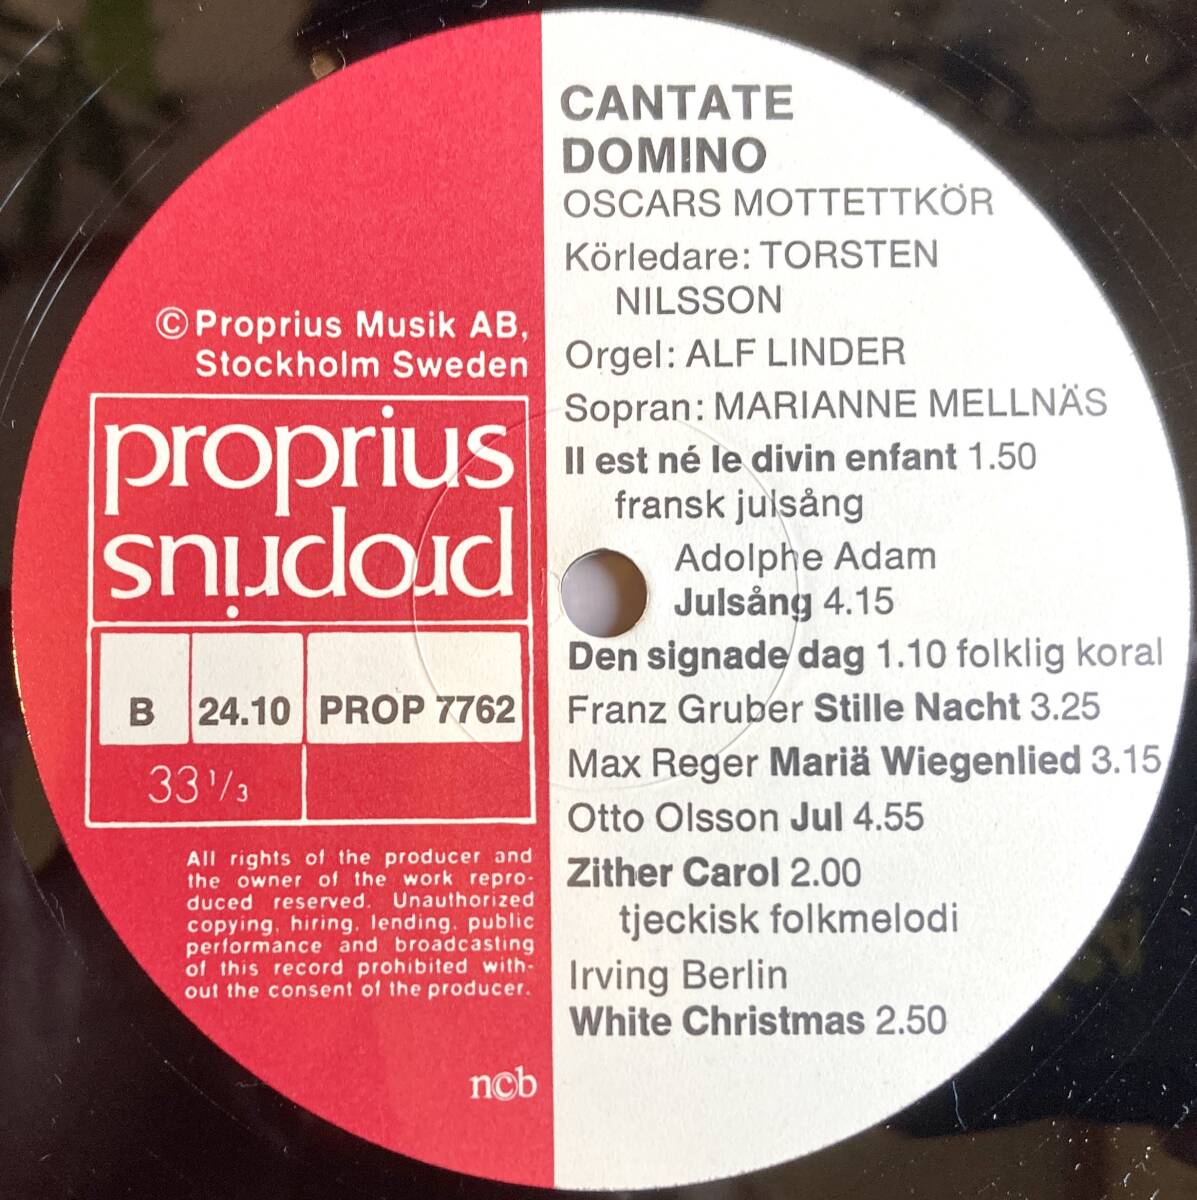 © Proprius Musik AB,
Stockholm Sweden
proprius
proprius
B 24.10 PROP 7762
33 1/3
All rights of the producer and
the owner of the work repro-
duced reserved. Unauthorized
copying, hiring, lending, public
performance and broadcasting
of this record prohibited with-
out the consent of the producer.
ncb
CANTATE
DOMINO
OSCARS MOTTETTKÖR
Körledare: TORSTEN
NILSSON
Orgel: ALF LINDER
Sopran: MARIANNE MELLNÄS
Il est né le divin enfant 1.50
fransk julsång
Adolphe Adam
Julsång 4.15
Den signade dag 1.10 folklig koral
Franz Gruber Stille Nacht 3.25
Max Reger Mariä Wiegenlied 3.15
Otto Olsson Jul 4.55
Zither Carol 2.00
tjeckisk folkmelodi
Irving Berlin
White Christmas 2.50